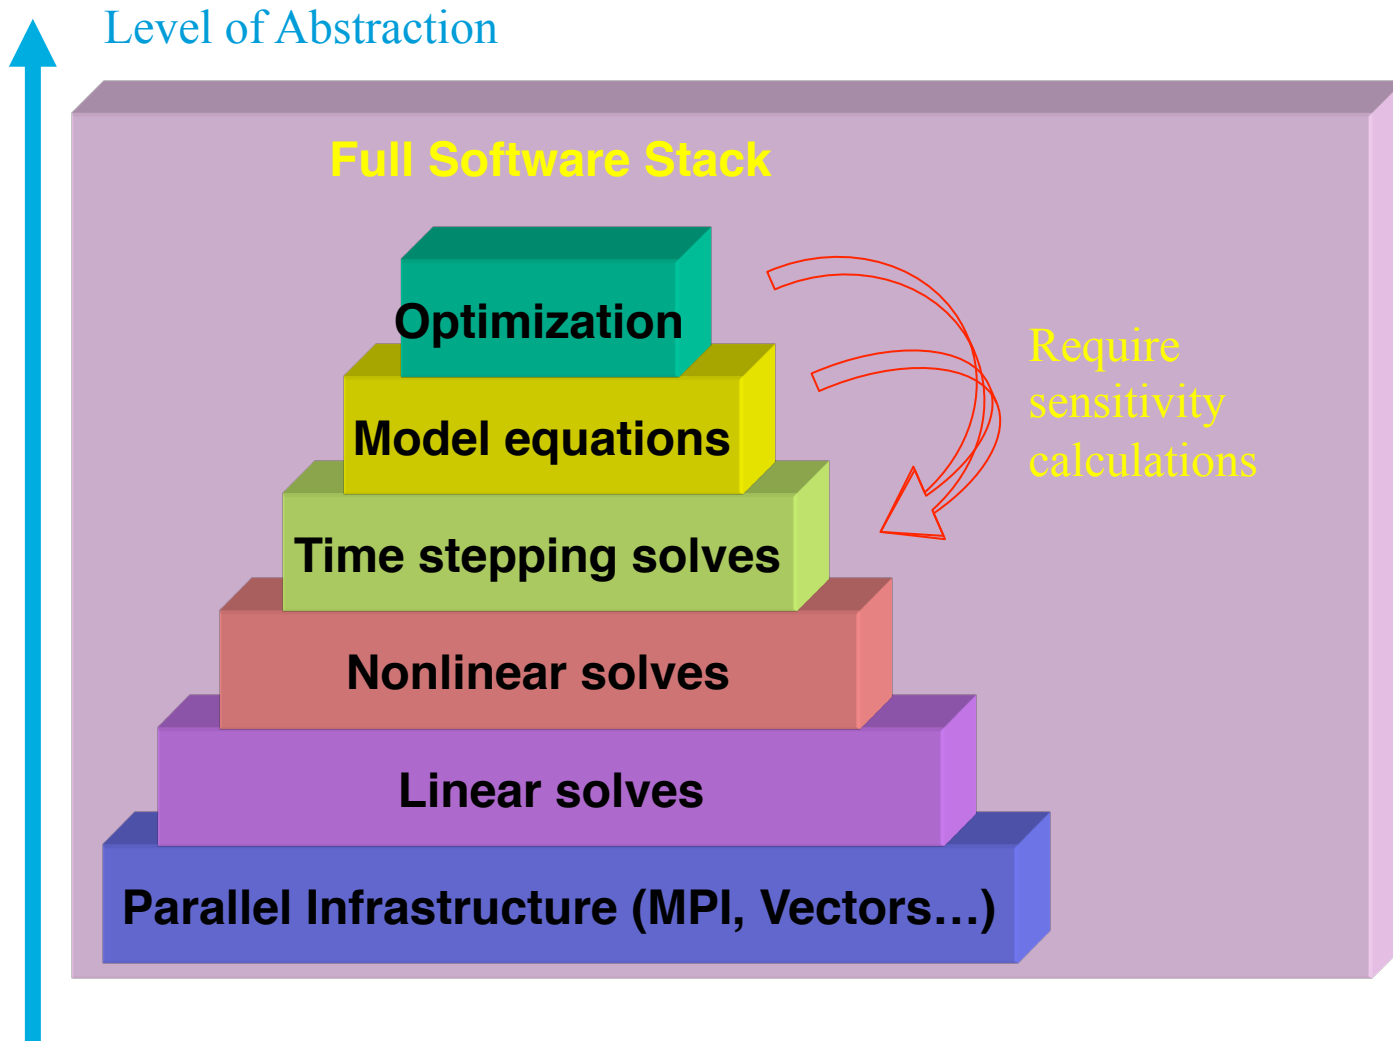 Level of Abstraction
Full Software Stack
Optimization
Model equations
Time stepping solves
Nonlinear solves
Linear solves
Parallel Infrastructure (MPI, Vectors…)
Require
sensitivity
calculations